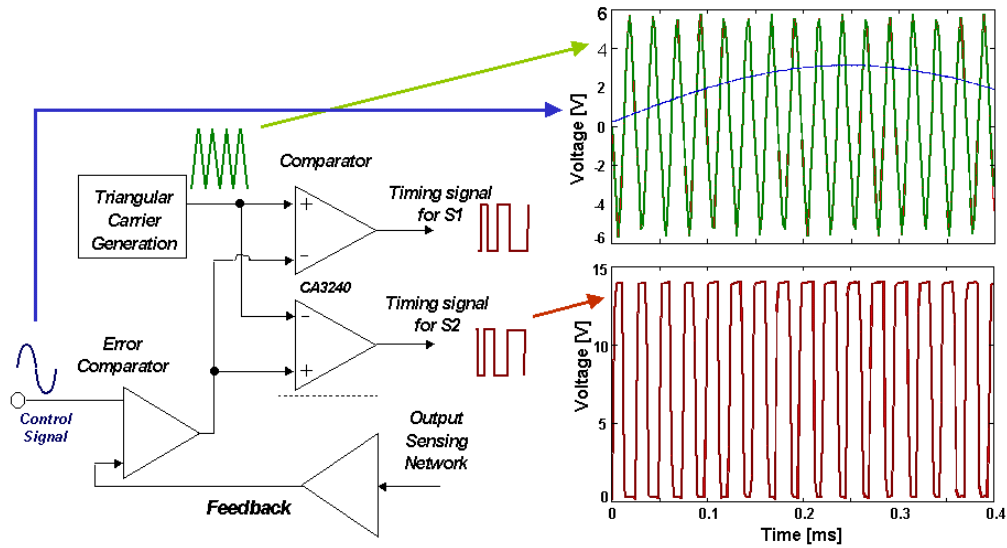 Triangular
Carrier
Generation
Comparator
+
−
Timing signal
for S1
CA3240
−
+
Timing signal
for S2
Error
Comparator
Control
Signal
Output
Sensing
Network
Feedback
Voltage [V]
6
4
2
0
-2
-4
-6
Voltage [V]
15
10
5
0
0
0.1
0.2
0.3
0.4
Time [ms]